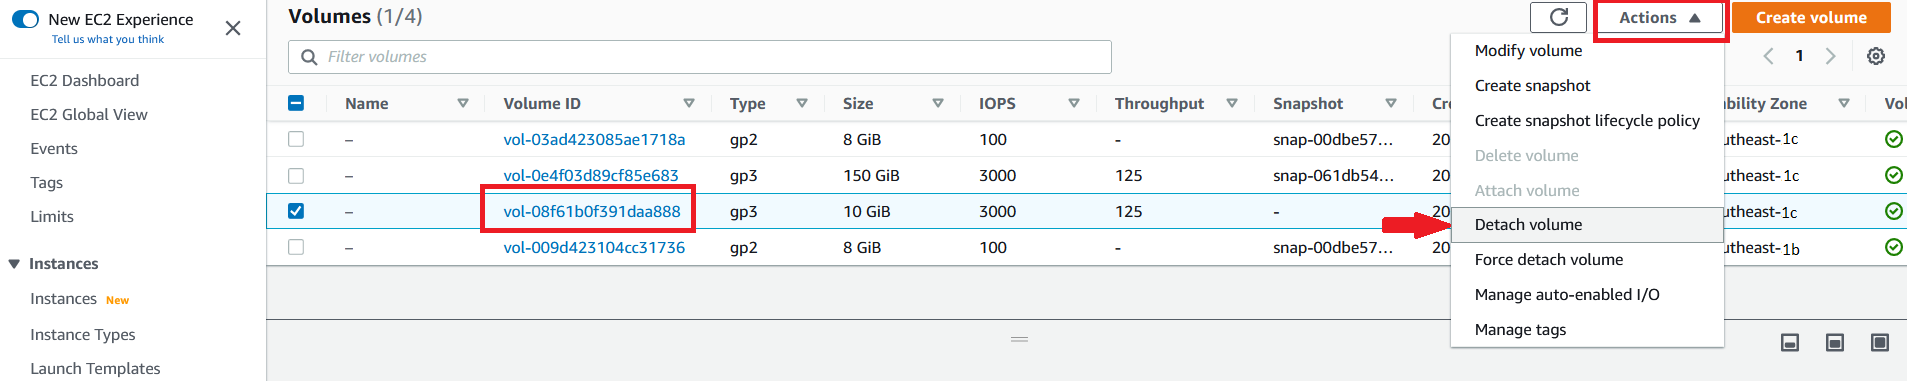 New EC2 Experience
Tell us what you think
EC2 Dashboard
EC2 Global View
Events
Tags
Limits
Instances
Instances New
Instance Types
Launch Templates
Volumes (1/4)
Actions
Create volume
Filter volumes
1
Name Volume ID Type Size IOPS Throughput Snapshot Cre bility Zone Vol
– vol-03ad423085ae1718a gp2 8 GiB 100 - snap-00dbe57... 20 utheast-1c
– vol-0e4f03d89cf85e683 gp3 150 GiB 3000 125 snap-061db54... 20 utheast-1c
– vol-08f61b0f391daa888 gp3 10 GiB 3000 125 - 20 utheast-1c
– vol-009d423104cc31736 gp2 8 GiB 100 - snap-00dbe57... 20 utheast-1b
Modify volume
Create snapshot
Create snapshot lifecycle policy
Delete volume
Attach volume
Detach volume
Force detach volume
Manage auto-enabled I/O
Manage tags